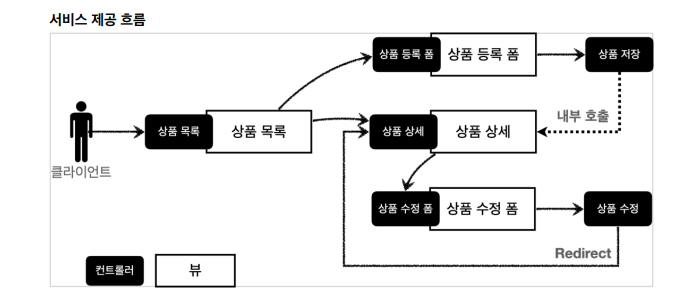 서비스 제공 흐름
상품 등록 폼 상품 등록 폼 상품 저장
내부 호출
상품 목록 상품 목록 상품 상세 상품 상세
클라이언트
상품 수정 폼 상품 수정 폼 상품 수정
Redirect
컨트롤러 뷰